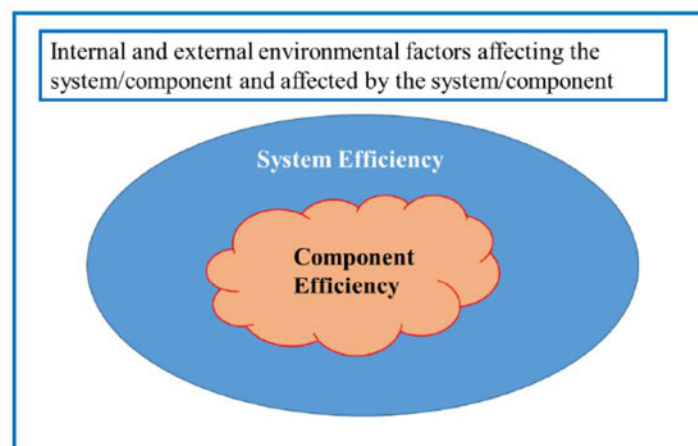 Internal and external environmental factors affecting the
system/component and affected by the system/component
System Efficiency
Component
Efficiency